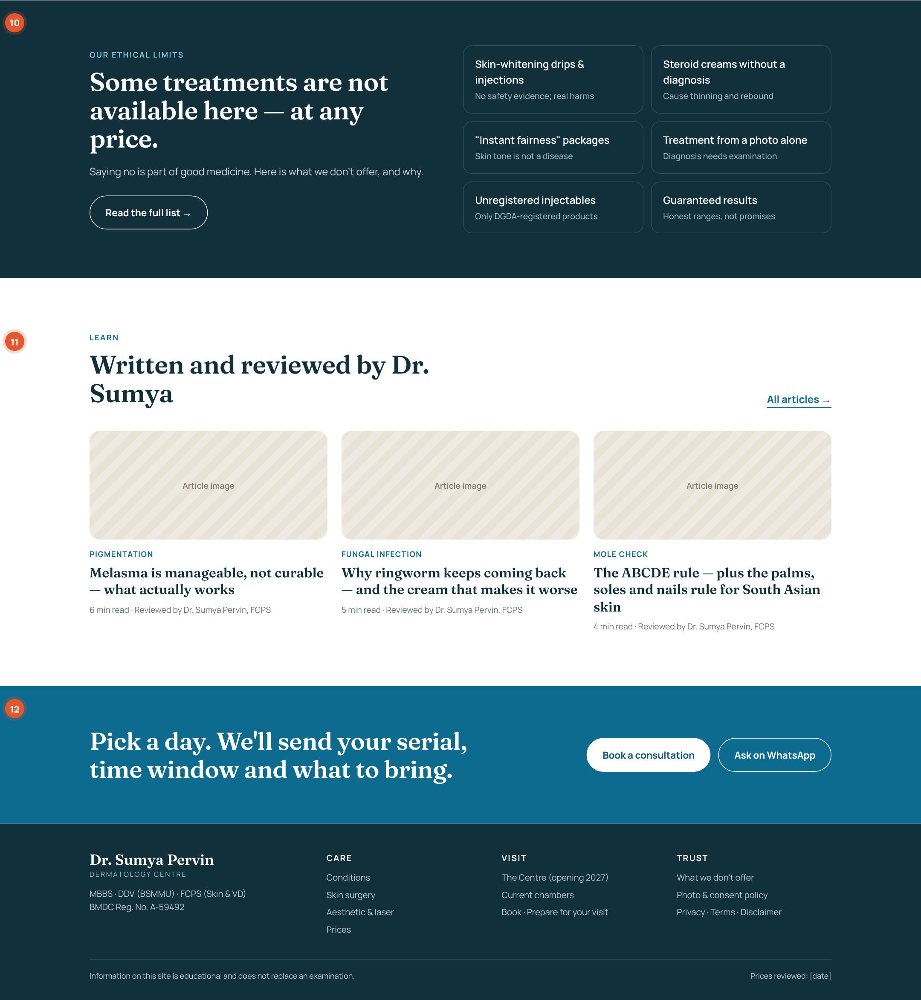 10
OUR ETHICAL LIMITS
Some treatments are not
available here — at any
price.
Saying no is part of good medicine. Here is what we don't offer, and why.
Read the full list →
Skin-whitening drips &
injections
No safety evidence; real harms
Steroid creams without a
diagnosis
Cause thinning and rebound
"Instant fairness" packages
Skin tone is not a disease
Treatment from a photo alone
Diagnosis needs examination
Unregistered injectables
Only DGDA-registered products
Guaranteed results
Honest ranges, not promises
11
LEARN
Written and reviewed by Dr.
Sumya
All articles →
Article image
PIGMENTATION
Melasma is manageable, not curable
— what actually works
6 min read · Reviewed by Dr. Sumya Pervin, FCPS
Article image
FUNGAL INFECTION
Why ringworm keeps coming back
— and the cream that makes it worse
5 min read · Reviewed by Dr. Sumya Pervin, FCPS
Article image
MOLE CHECK
The ABCDE rule — plus the palms,
soles and nails rule for South Asian
skin
4 min read · Reviewed by Dr. Sumya Pervin, FCPS
12
Pick a day. We'll send your serial,
time window and what to bring.
Book a consultation
Ask on WhatsApp
Dr. Sumya Pervin
DERMATOLOGY CENTRE
MBBS · DDV (BSMMU) · FCPS (Skin & VD)
BMDC Reg. No. A-59492
CARE
Conditions
Skin surgery
Aesthetic & laser
Prices
VISIT
The Centre (opening 2027)
Current chambers
Book · Prepare for your visit
TRUST
What we don't offer
Photo & consent policy
Privacy · Terms · Disclaimer
Information on this site is educational and does not replace an examination.
Prices reviewed: [date]